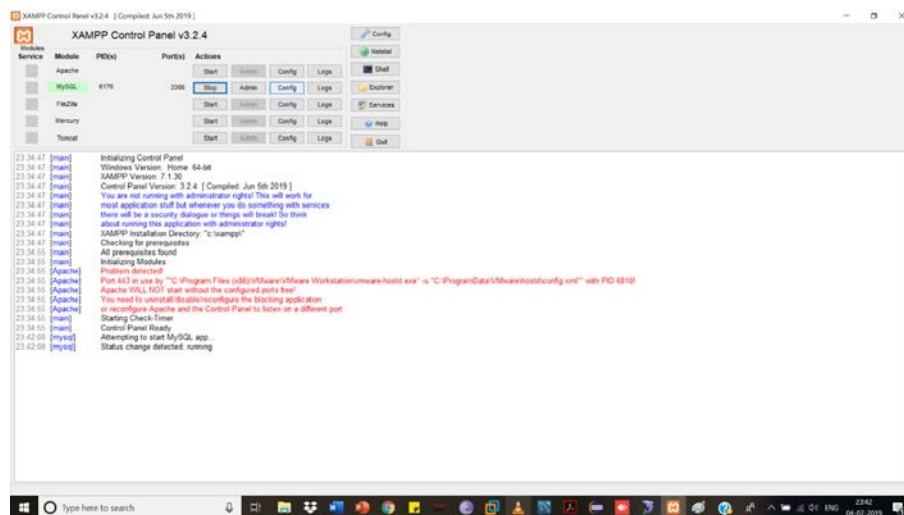 XAMPP Control Panel v3.2.4 [ Compiled: Jun 5th 2019 ]
XAMPP Control Panel v3.2.4
Config
Modules
Service Module PID(s) Port(s) Actions
Netstat
Apache Start Admin Config Logs
Shell
MySQL 6176 3306 Stop Admin Config Logs
Explorer
FileZilla Start Admin Config Logs
Services
Mercury Start Admin Config Logs
Help
Tomcat Start Admin Config Logs
Quit
23:34:47 [main] Initializing Control Panel
23:34:47 [main] Windows Version: Home 64-bit
23:34:47 [main] XAMPP Version: 7.1.30
23:34:47 [main] Control Panel Version: 3.2.4 [ Compiled: Jun 5th 2019 ]
23:34:47 [main] You are not running with administrator rights! This will work for
23:34:47 [main] most application stuff but whenever you do something with services
23:34:47 [main] there will be a security dialogue or things will break! So think
23:34:47 [main] about running this application with administrator rights!
23:34:47 [main] XAMPP Installation Directory: "c:\xampp\"
23:34:47 [main] Checking for prerequisites
23:34:55 [main] All prerequisites found
23:34:55 [main] Initializing Modules
23:34:55 [Apache] Problem detected!
23:34:55 [Apache] Port 443 in use by ""C:\Program Files (x86)\VMware\VMware Workstation\vmware-hostd.exe" -u "C:\ProgramData\VMware\hostd\config.xml"" with PID 6816!
23:34:55 [Apache] Apache WILL NOT start without the configured ports free!
23:34:55 [Apache] You need to uninstall/disable/reconfigure the blocking application
23:34:55 [Apache] or reconfigure Apache and the Control Panel to listen on a different port
23:34:55 [main] Starting Check-Timer
23:34:55 [main] Control Panel Ready
23:42:08 [mysql] Attempting to start MySQL app...
23:42:08 [mysql] Status change detected: running
Type here to search
ENG
23:42
04-07-2019